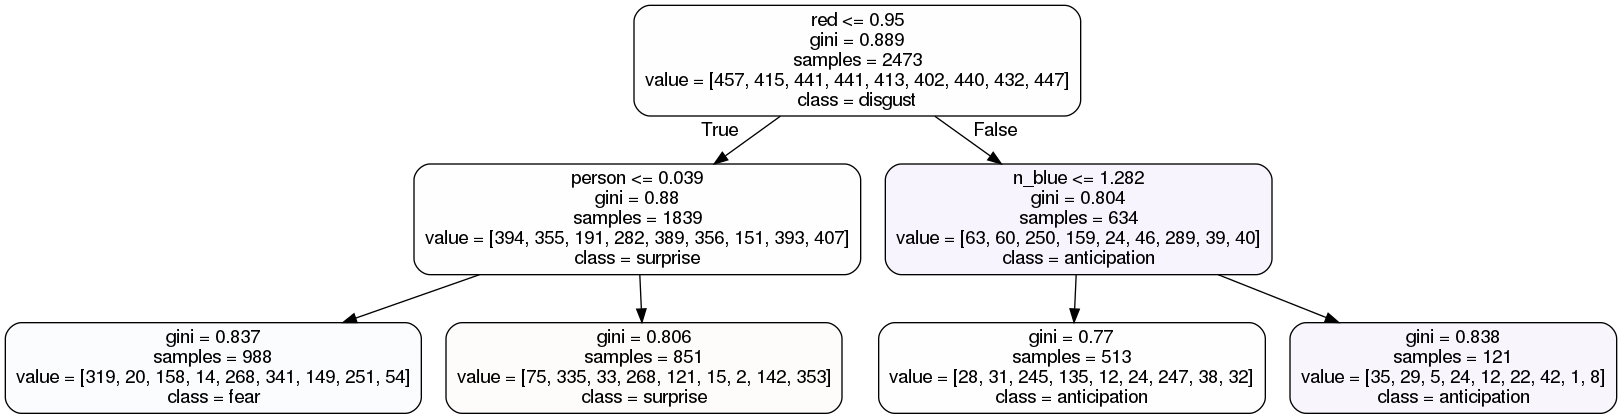 red <= 0.95
gini = 0.889
samples = 2473
value = [457, 415, 441, 441, 413, 402, 440, 432, 447]
class = disgust
True
False
person <= 0.039
gini = 0.88
samples = 1839
value = [394, 355, 191, 282, 389, 356, 151, 393, 407]
class = surprise
n_blue <= 1.282
gini = 0.804
samples = 634
value = [63, 60, 250, 159, 24, 46, 289, 39, 40]
class = anticipation
gini = 0.837
samples = 988
value = [319, 20, 158, 14, 268, 341, 149, 251, 54]
class = fear
gini = 0.806
samples = 851
value = [75, 335, 33, 268, 121, 15, 2, 142, 353]
class = surprise
gini = 0.77
samples = 513
value = [28, 31, 245, 135, 12, 24, 247, 38, 32]
class = anticipation
gini = 0.838
samples = 121
value = [35, 29, 5, 24, 12, 22, 42, 1, 8]
class = anticipation